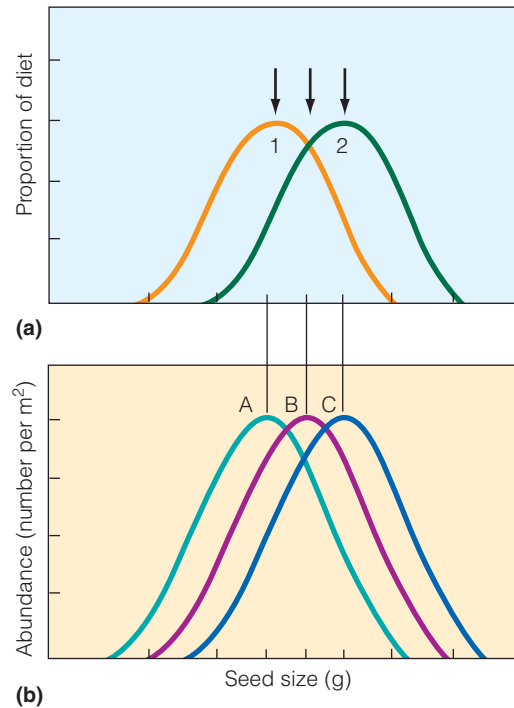 Proportion of diet
1
2
(a)
Abundance (number per m²)
A
B
C
Seed size (g)
(b)